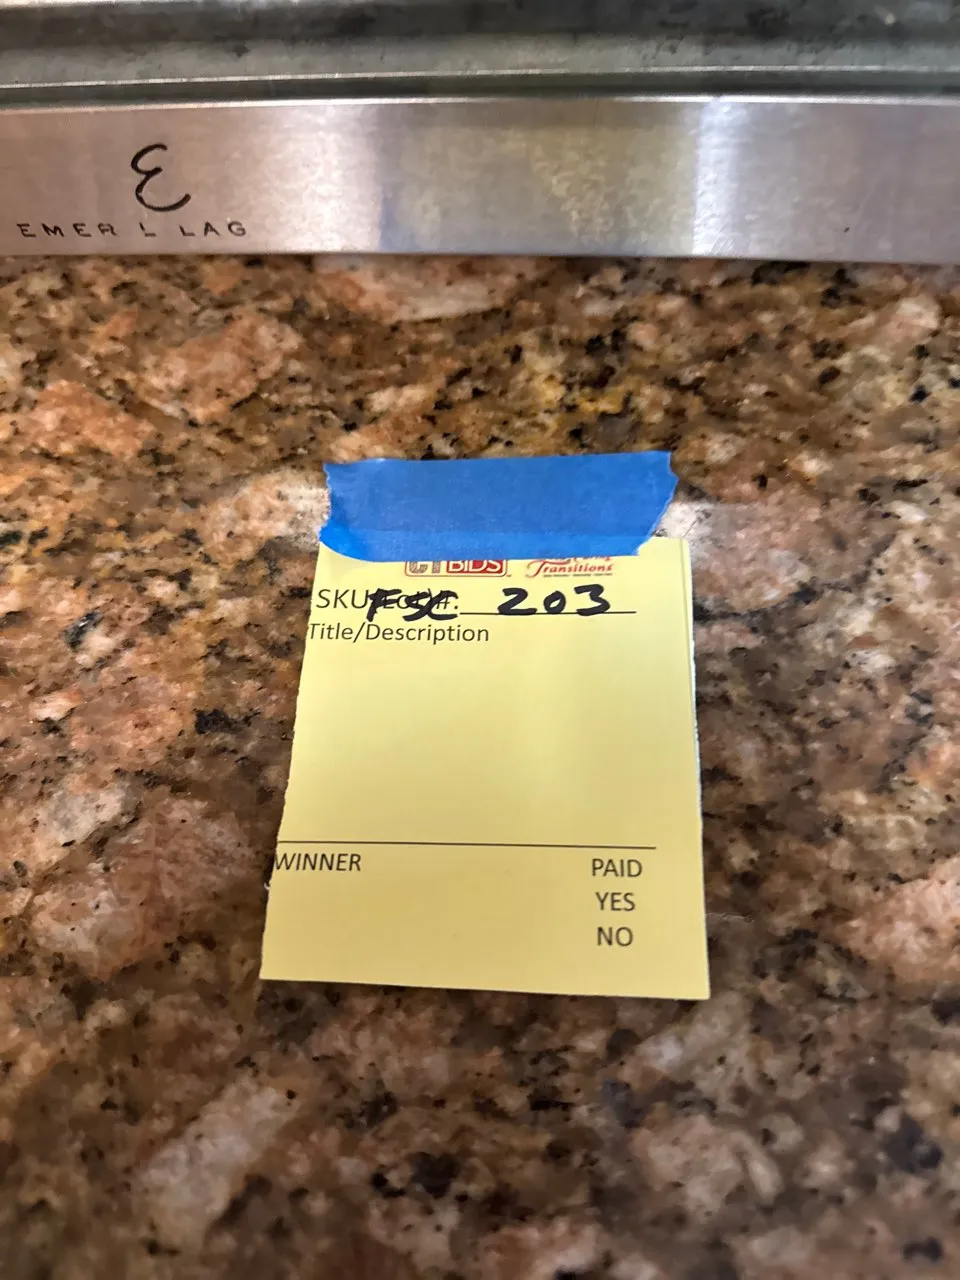 E
EMER L LAG
CTBIDS
Transitions
SKU FSC 203
Title/Description
WINNER
PAID
YES
NO